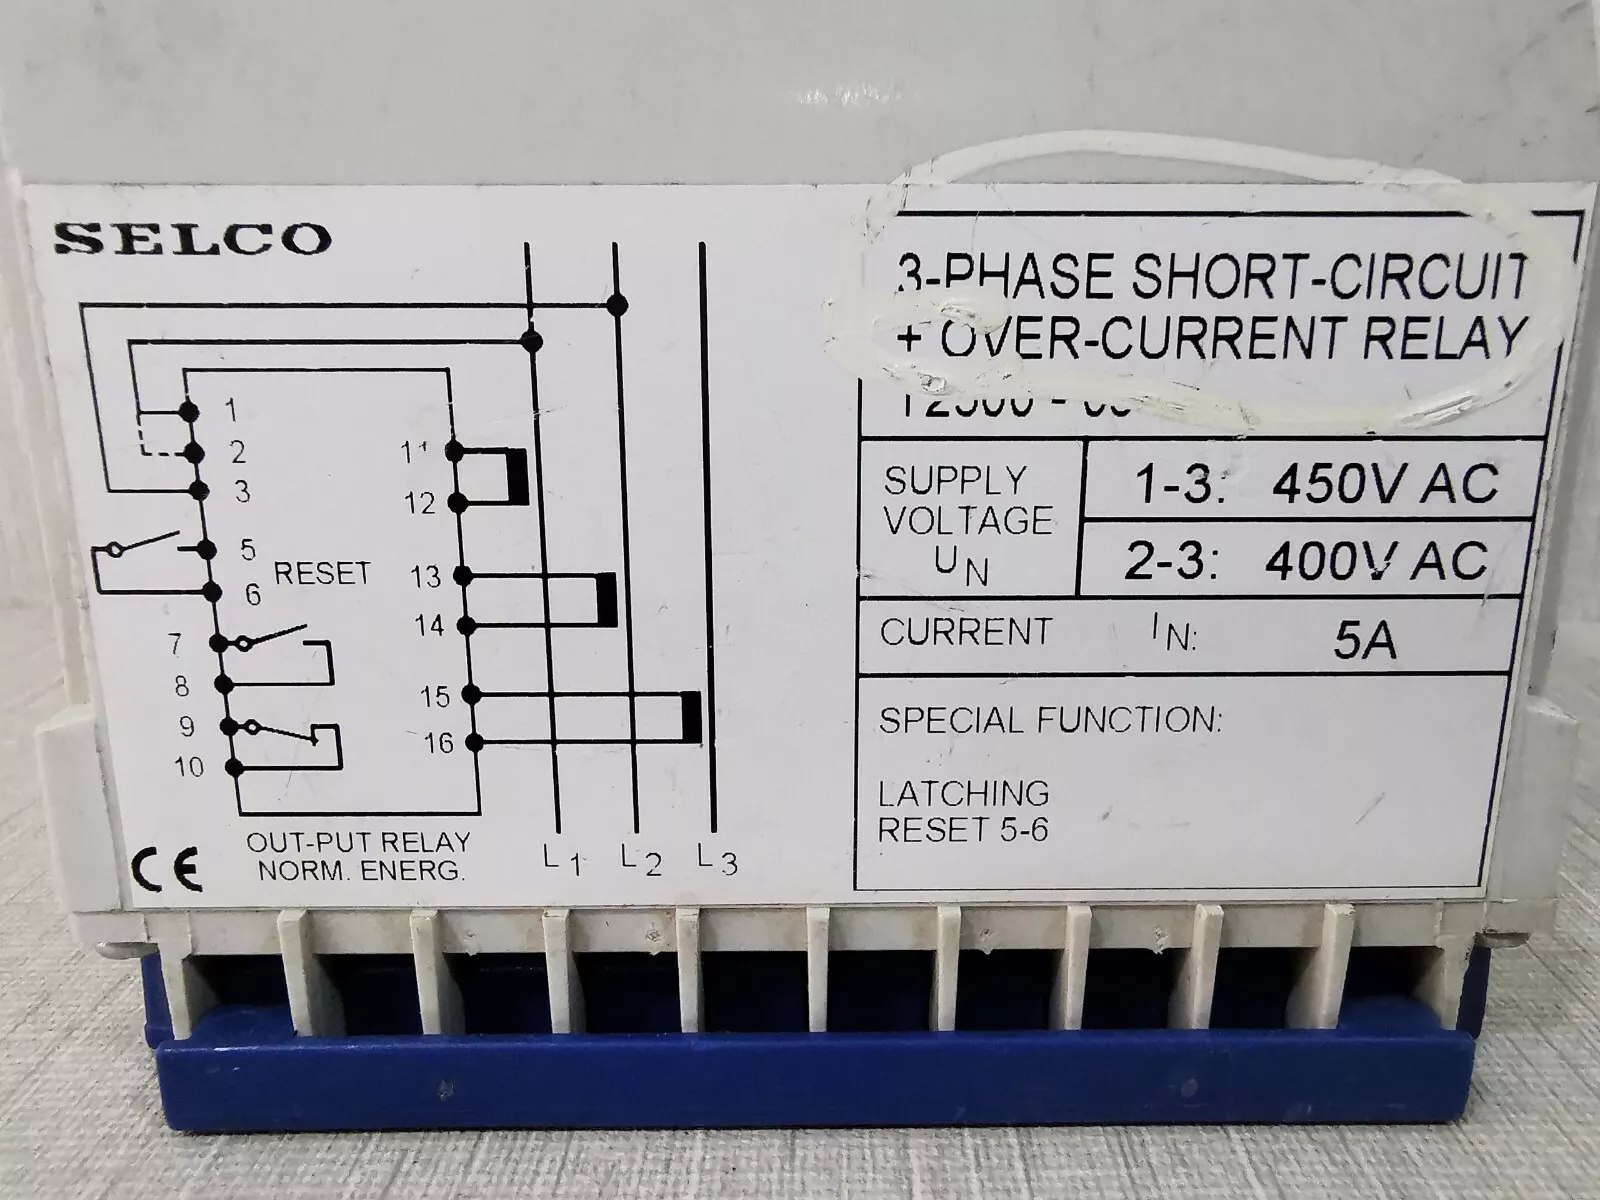 SELCO
3-PHASE SHORT-CIRCUIT
+ OVER-CURRENT RELAY
SUPPLY
VOLTAGE
UN
1-3: 450V AC
2-3: 400V AC
CURRENT IN: 5A
SPECIAL FUNCTION:
LATCHING
RESET 5-6
1
2
3
5
RESET
6
7
8
9
10
11
12
13
14
15
16
OUT-PUT RELAY
NORM. ENERG.
L1 L2 L3
CE